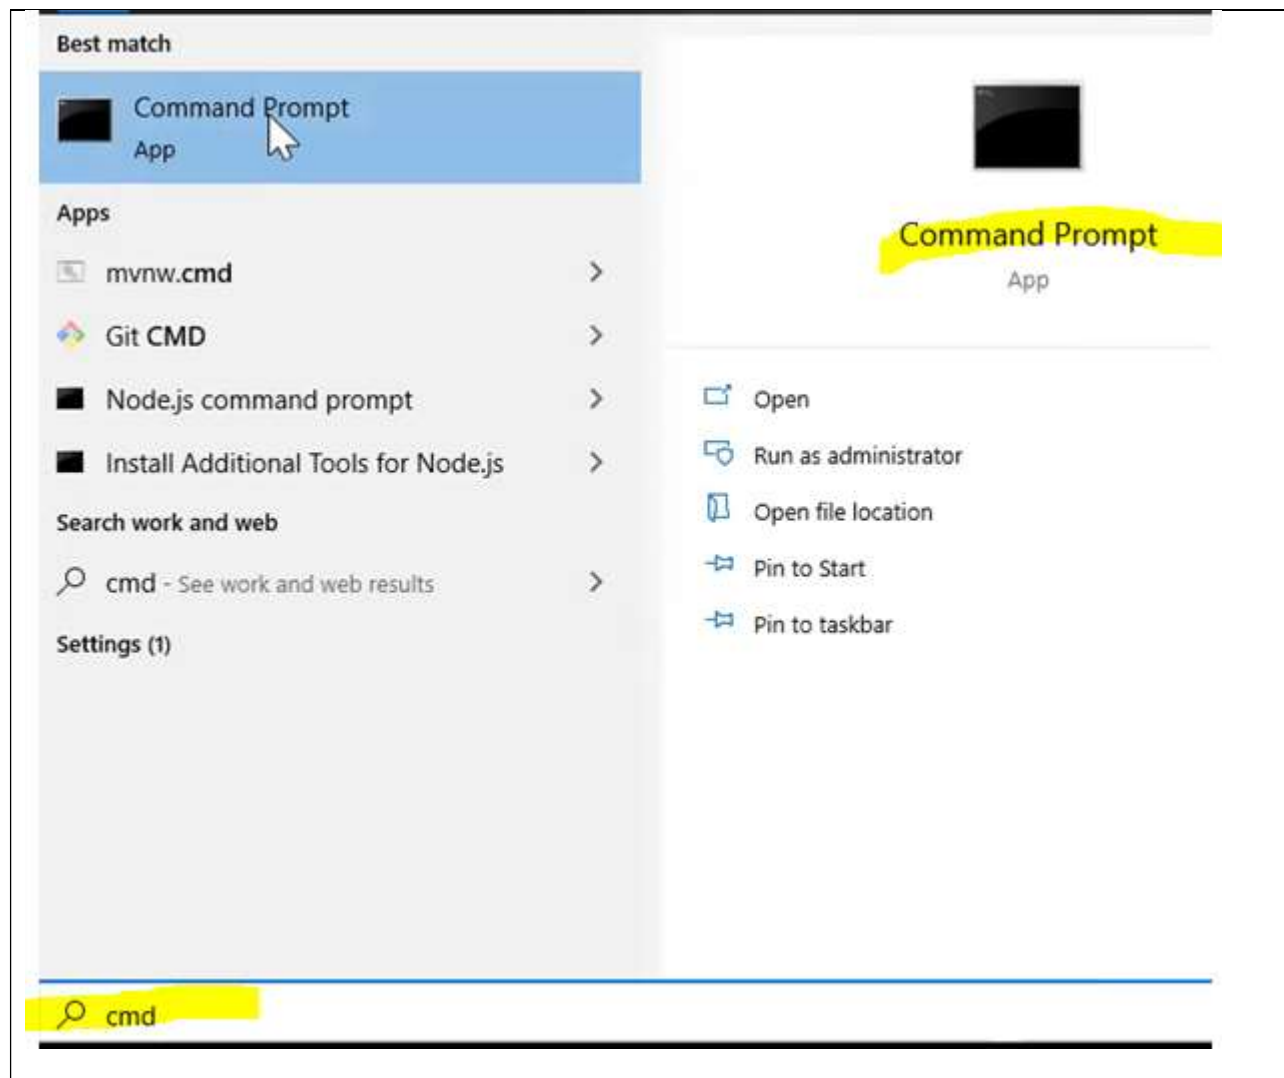 Best match
Command Prompt
App
Apps
mvnw.cmd
Git CMD
Node.js command prompt
Install Additional Tools for Node.js
Search work and web
cmd - See work and web results
Settings (1)
Command Prompt
App
Open
Run as administrator
Open file location
Pin to Start
Pin to taskbar
cmd